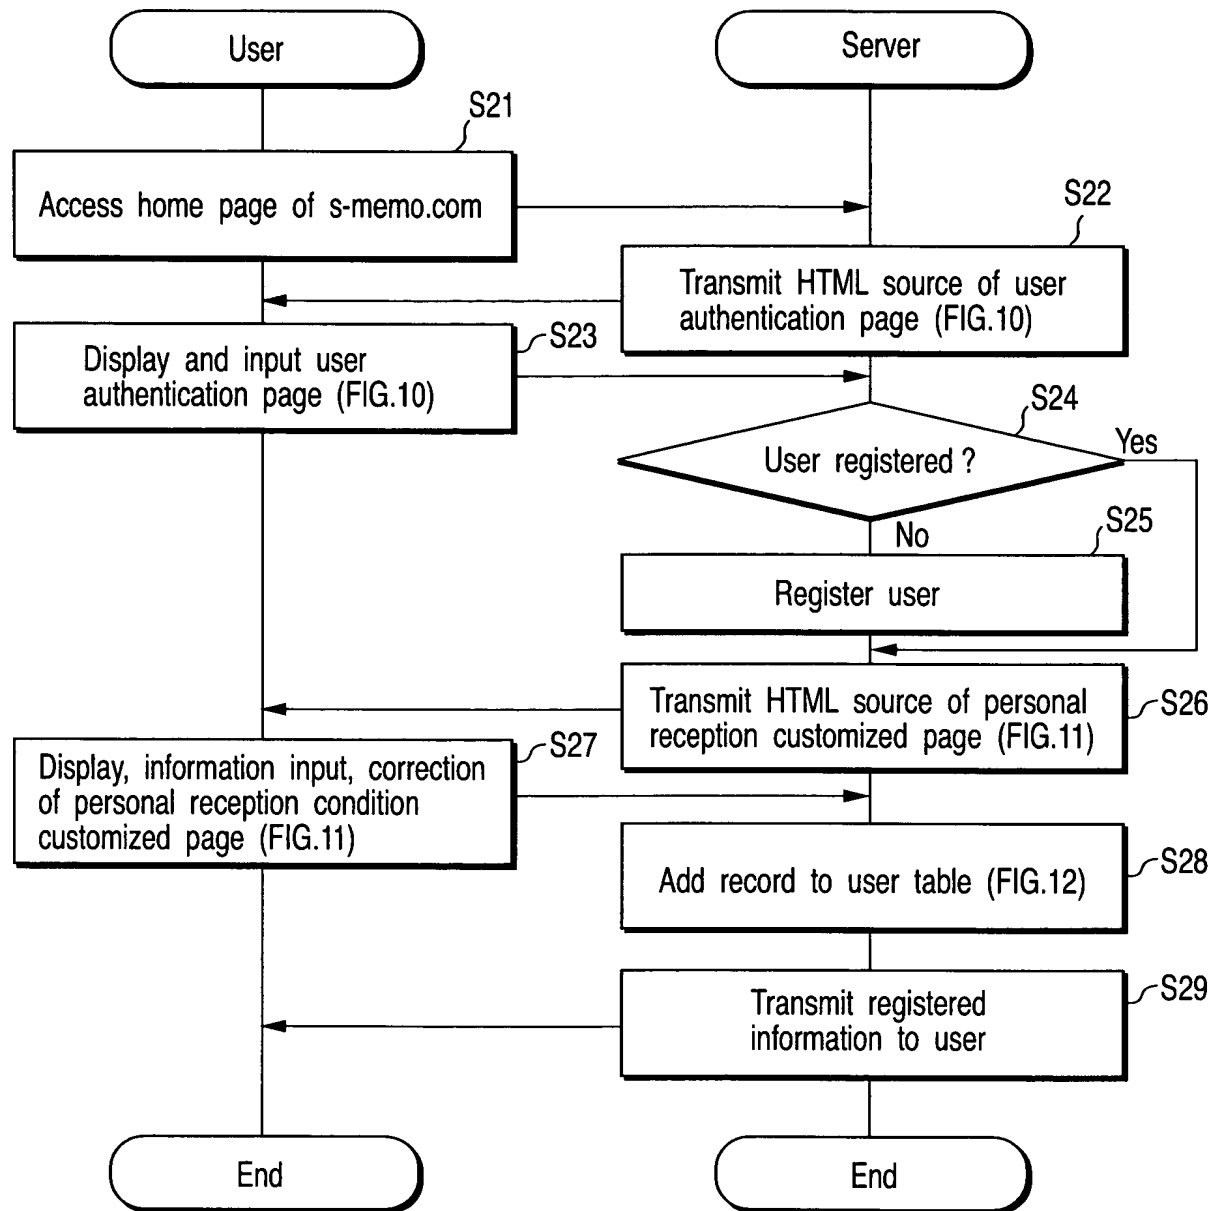 User
Server
S21
Access home page of s-memo.com
S22
Transmit HTML source of user
authentication page (FIG.10)
S23
Display and input user
authentication page (FIG.10)
S24
User registered ?
Yes
No
S25
Register user
Transmit HTML source of personal
reception customized page (FIG.11)
S26
S27
Display, information input, correction
of personal reception condition
customized page (FIG.11)
Add record to user table (FIG.12)
S28
Transmit registered
information to user
S29
End
End